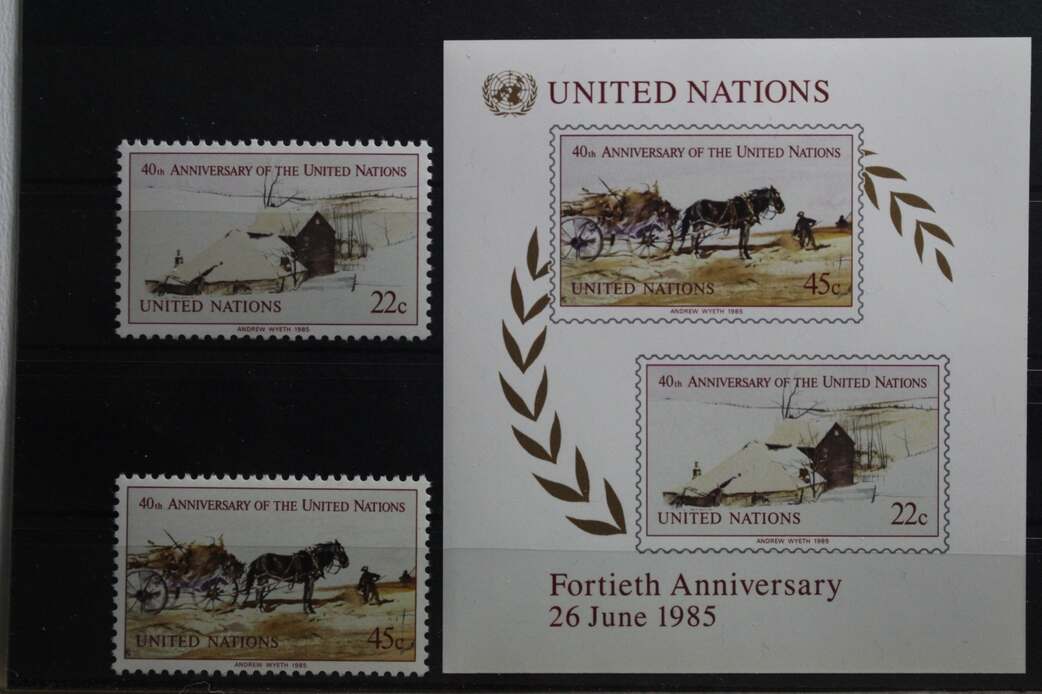 40th ANNIVERSARY OF THE UNITED NATIONS
UNITED NATIONS 22c
ANDREW WYETH 1985
40th ANNIVERSARY OF THE UNITED NATIONS
UNITED NATIONS 45c
ANDREW WYETH 1985
UNITED NATIONS
40th ANNIVERSARY OF THE UNITED NATIONS
UNITED NATIONS 45c
ANDREW WYETH 1985
40th ANNIVERSARY OF THE UNITED NATIONS
UNITED NATIONS 22c
ANDREW WYETH 1985
Fortieth Anniversary
26 June 1985